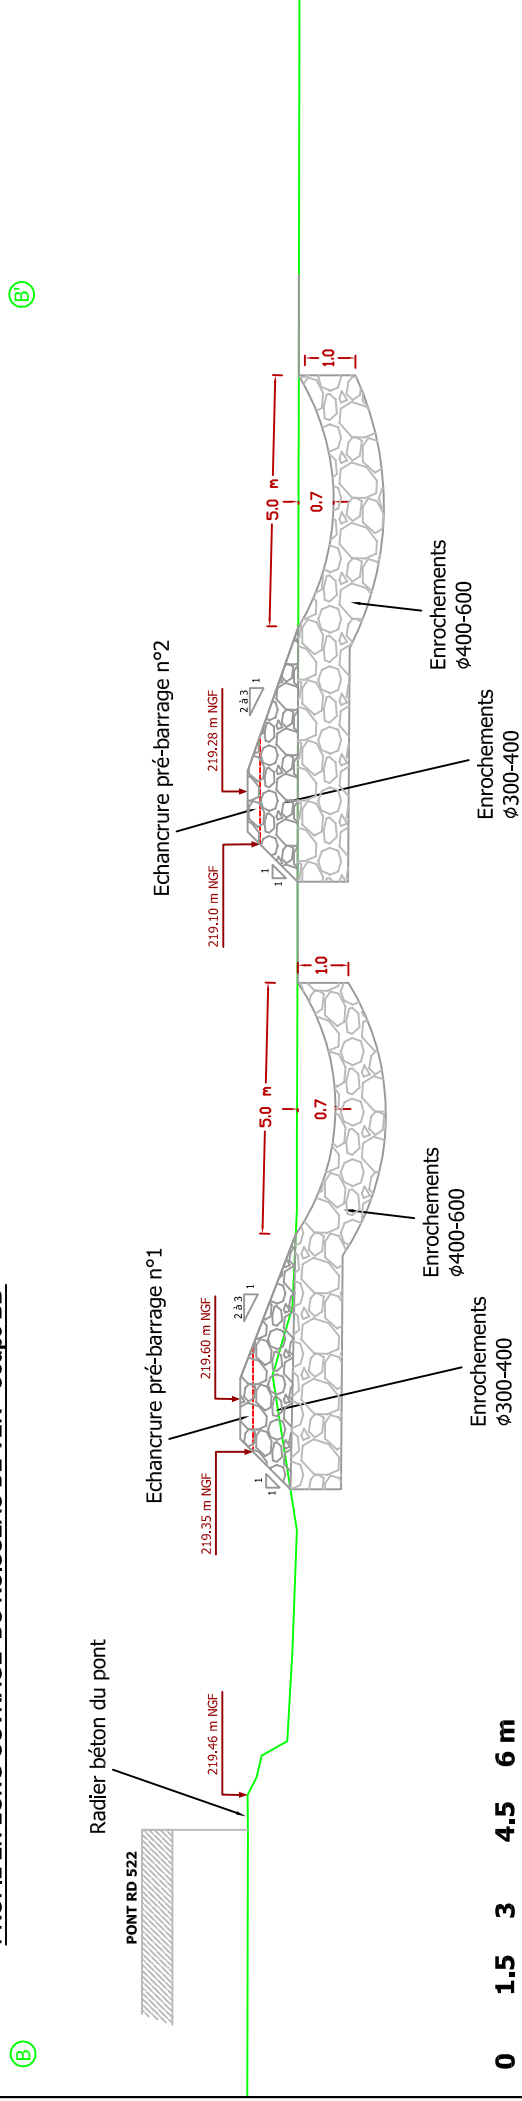 B
B'
PONT RD 522
Radier béton du pont
219.46 m NGF
Echancrure pré-barrage n°1
219.35 m NGF
219.60 m NGF
1
1
2 à 3
1
5.0 m
0.7
1.0
Enrochements
ϕ300-400
Enrochements
ϕ400-600
Echancrure pré-barrage n°2
219.10 m NGF
219.28 m NGF
1
1
2 à 3
1
5.0 m
0.7
1.0
Enrochements
ϕ300-400
Enrochements
ϕ400-600
0 1.5 3 4.5 6 m